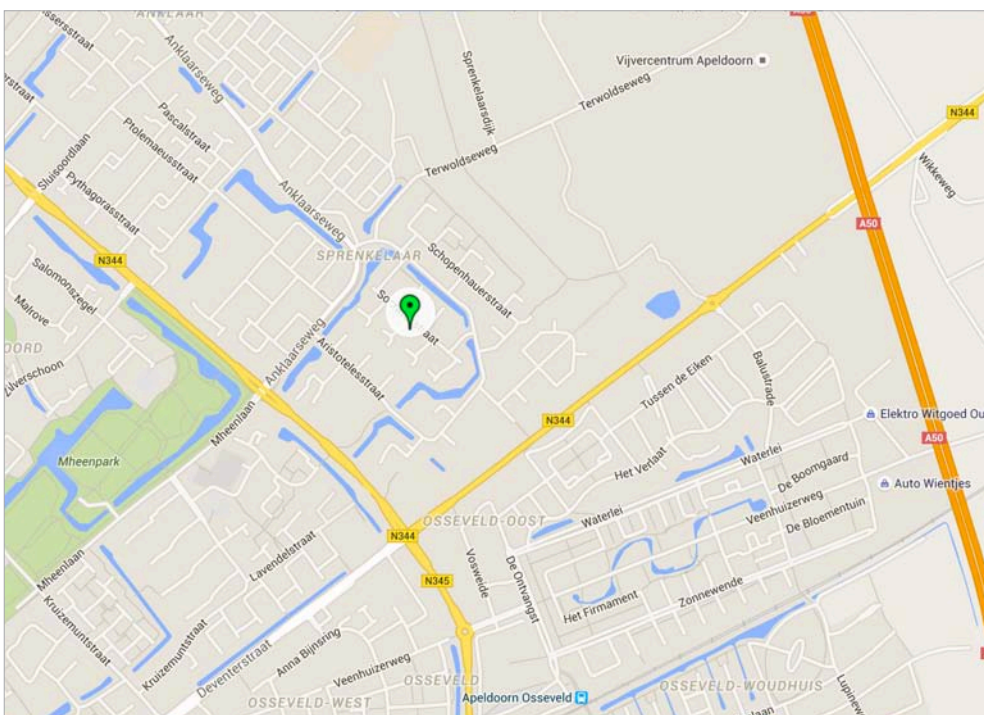 ANKLAAR
Anklaarseweg
Pascalstraat
Ptolemaeusstraat
Sluisoordlaan
Pythagorasstraat
Sprenkelaarsdijk
Vijvercentrum Apeldoorn
Terwoldseweg
Terwoldseweg
N344
Wikkeweg
A50
Anklaarseweg
SPRENKELAAR
Schopenhauerstraat
N344
Salomonszegel
Malrove
Zilverschoon
Anklaarseweg
Aristotelesstraat
Mheenlaan
Mheenpark
Tussen de Eiken
Balustrade
N344
Elektro Witgoed Ou
A50
Het Verlaat
Waterlei
De Boomgaard
Auto Wientjes
Veenhuizerweg
De Bloementuin
Waterlei
OSSEVELD-OOST
N344
Mheenlaan
Lavendelstraat
Vosweide
De Ontvangst
N345
Het Firmament
Zonnewende
Kruizemuntstraat
Kruizemuntstraat
Deventerstraat
Anna Bijnsring
Veenhuizerweg
OSSEVELD
OSSEVELD-WEST
Apeldoorn Osseveld
OSSEVELD-WOUDHUIS